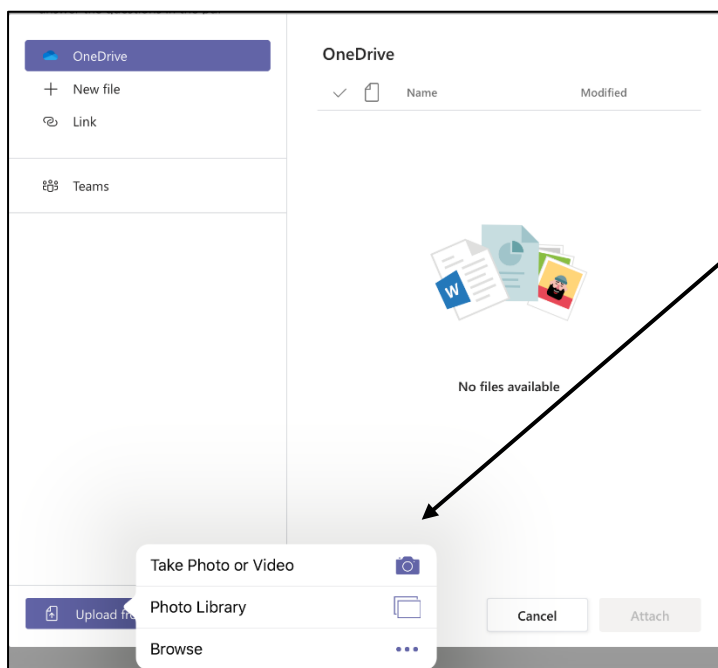 OneDrive
New file
Link
Teams
OneDrive
Name Modified
W
No files available
Take Photo or Video
Photo Library
Browse
Upload
Cancel Attach